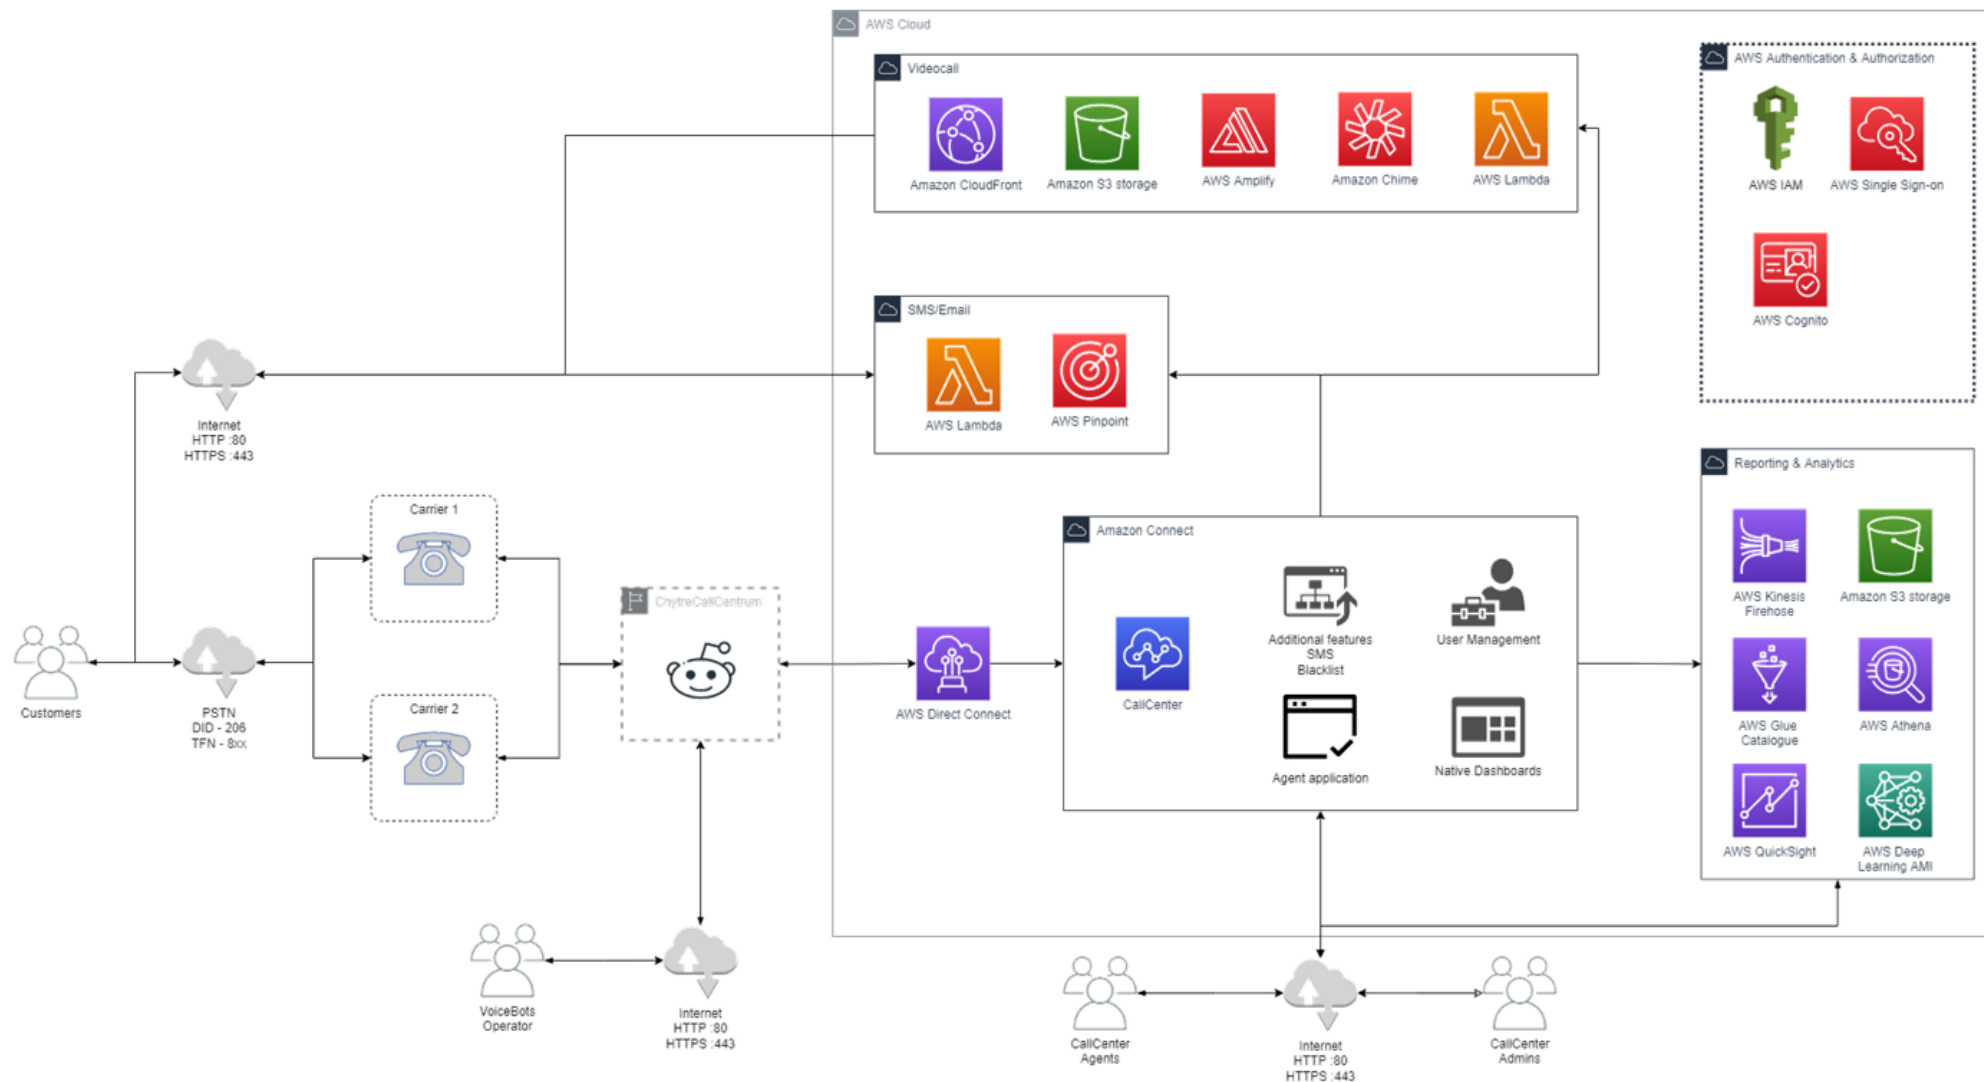 AWS Cloud
Videocall
Amazon CloudFront
Amazon S3 storage
AWS Amplify
Amazon Chime
AWS Lambda
AWS Authentication & Authorization
AWS IAM
AWS Single Sign-on
AWS Cognito
SMS/Email
AWS Lambda
AWS Pinpoint
Internet
HTTP :80
HTTPS :443
Carrier 1
Carrier 2
Customers
PSTN
DID - 206
TFN - 8xx
ChytreCallCentrum
AWS Direct Connect
Amazon Connect
CallCenter
Additional features
SMS
Blacklist
User Management
Agent application
Native Dashboards
Reporting & Analytics
AWS Kinesis
Firehose
Amazon S3 storage
AWS Glue
Catalogue
AWS Athena
AWS QuickSight
AWS Deep
Learning AMI
VoiceBots
Operator
Internet
HTTP :80
HTTPS :443
CallCenter
Agents
Internet
HTTP :80
HTTPS :443
CallCenter
Admins